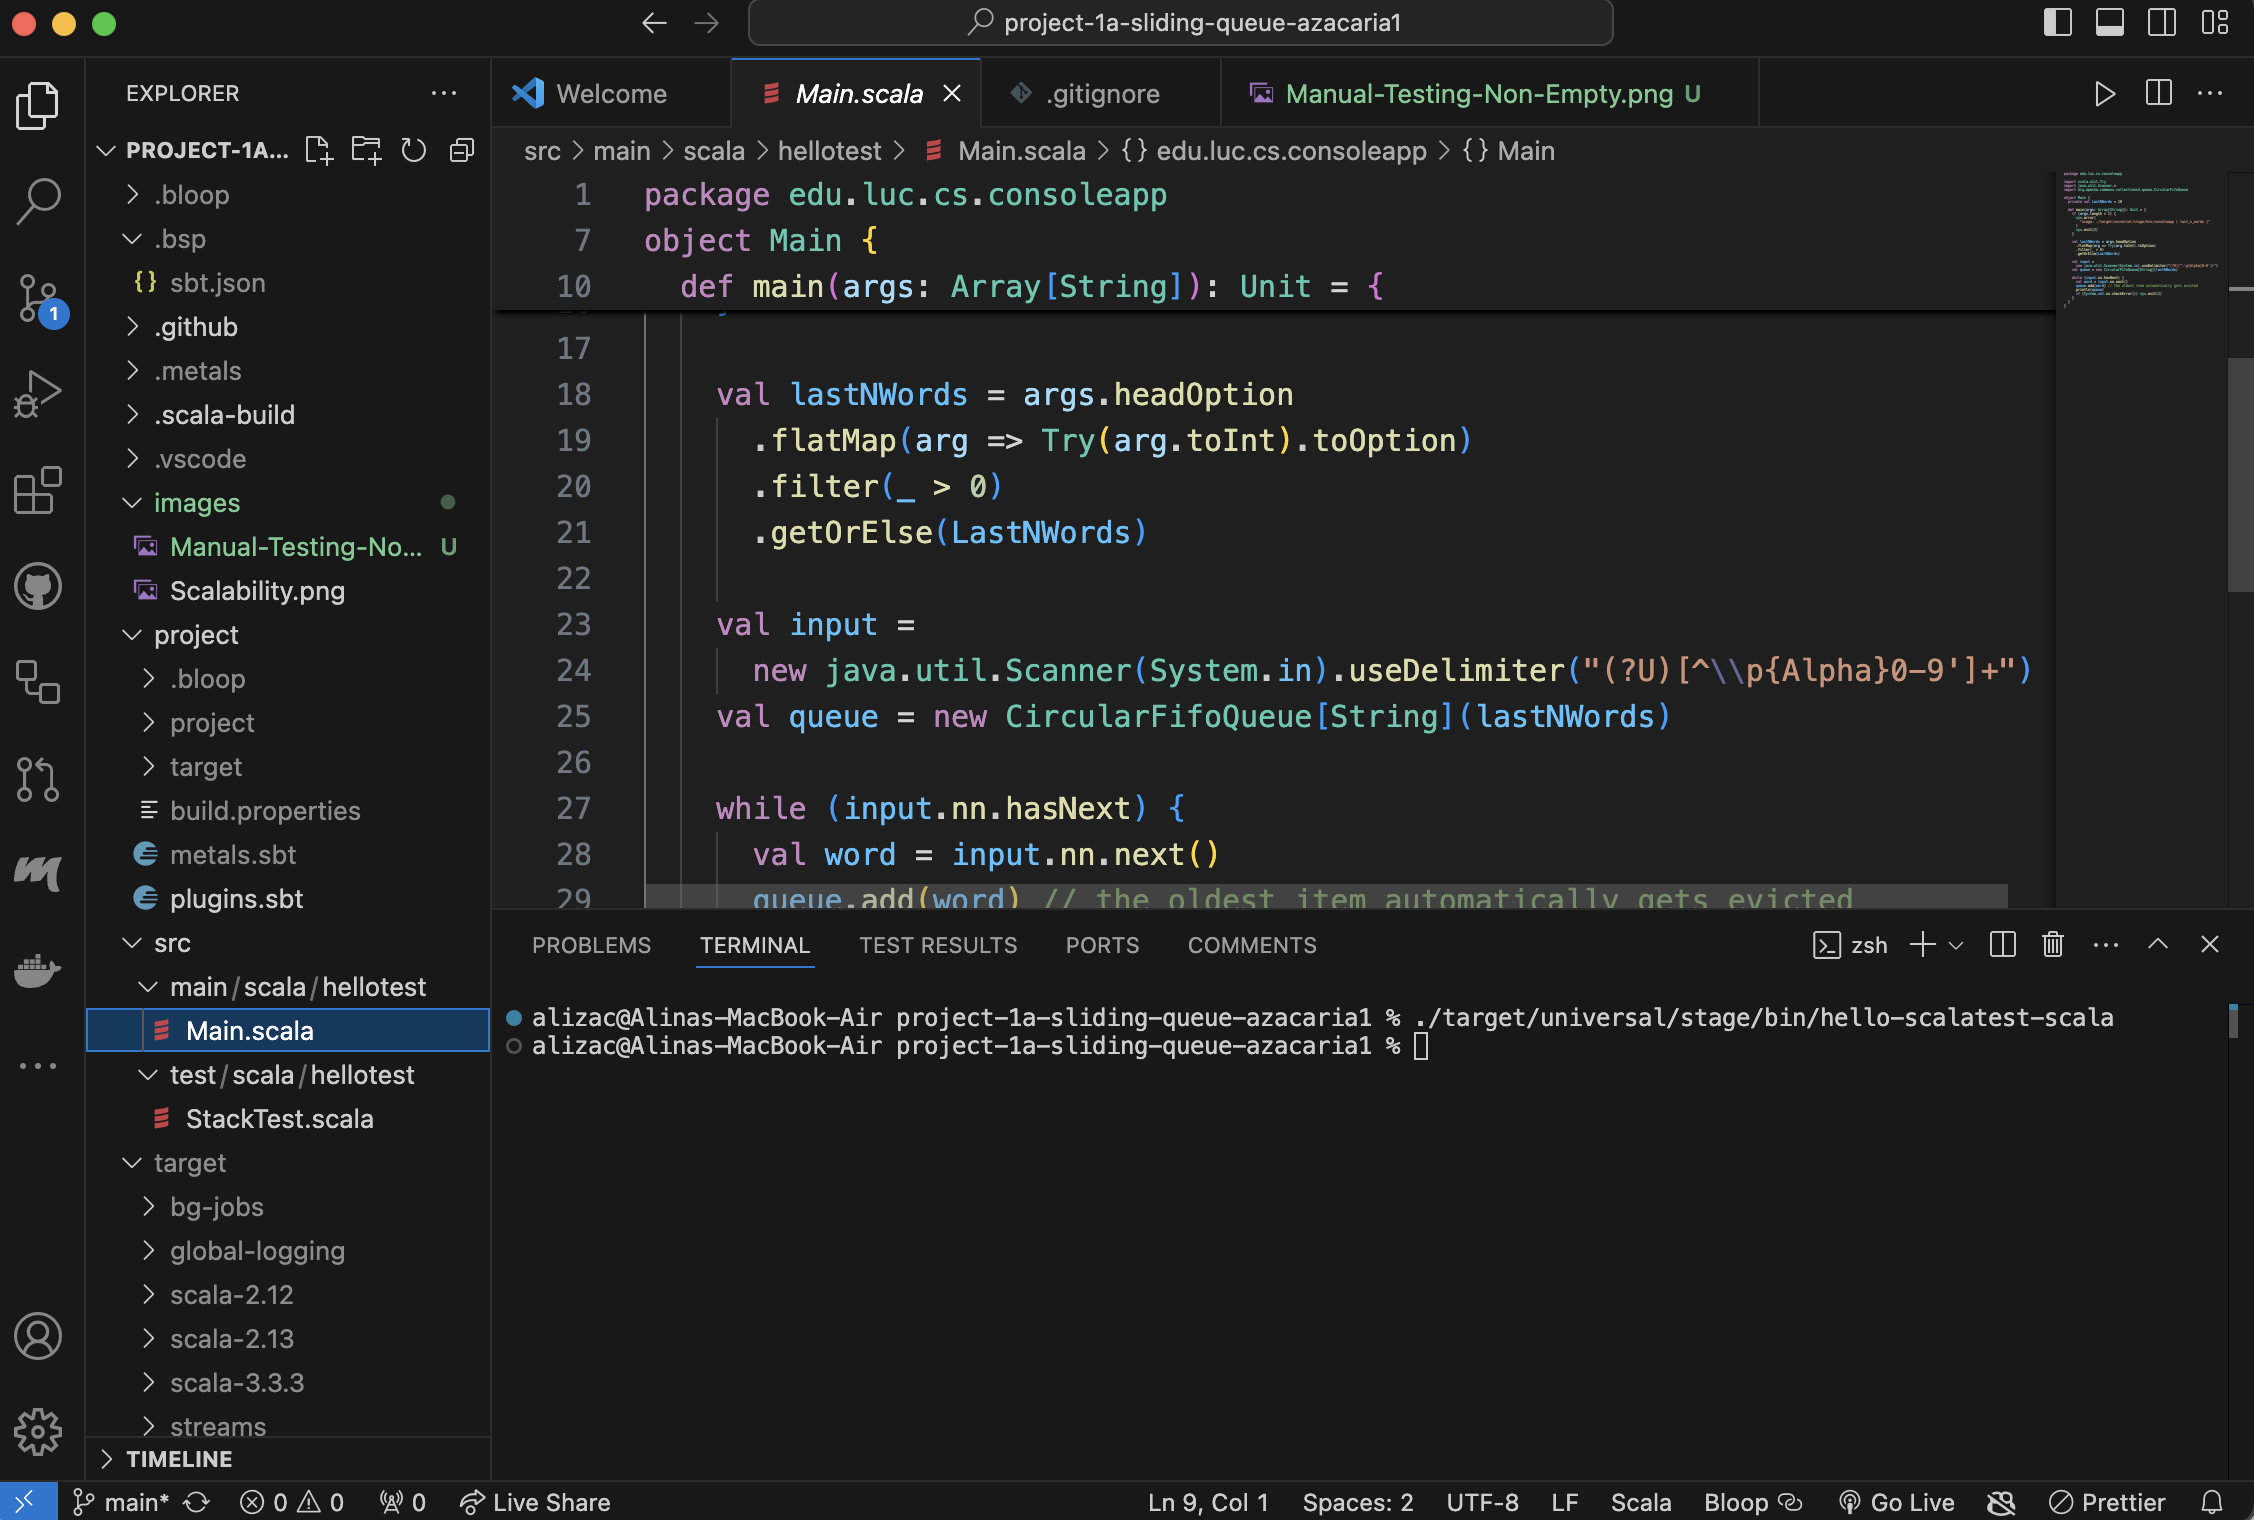 project-1a-sliding-queue-azacaria1
EXPLORER
PROJECT-1A...
.bloop
.bsp
{} sbt.json
.github
.metals
.scala-build
.vscode
images
Manual-Testing-No... U
Scalability.png
project
.bloop
project
target
build.properties
metals.sbt
plugins.sbt
src
main/scala/hellotest
Main.scala
test/scala/hellotest
StackTest.scala
target
bg-jobs
global-logging
scala-2.12
scala-2.13
scala-3.3.3
streams
TIMELINE
1
Welcome
Main.scala
.gitignore
Manual-Testing-Non-Empty.png U
src > main > scala > hellotest > Main.scala > {} edu.luc.cs.consoleapp > {} Main
1 package edu.luc.cs.consoleapp
7 object Main {
10 def main(args: Array[String]): Unit = {
17
18 val lastNWords = args.headOption
19 .flatMap(arg => Try(arg.toInt).toOption)
20 .filter(_ > 0)
21 .getOrElse(LastNWords)
22
23 val input =
24 new java.util.Scanner(System.in).useDelimiter("(?U)[^\\p{Alpha}0-9']+")
25 val queue = new CircularFifoQueue[String](lastNWords)
26
27 while (input.nn.hasNext) {
28 val word = input.nn.next()
29 queue.add(word) // the oldest item automatically gets evicted
PROBLEMS TERMINAL TEST RESULTS PORTS COMMENTS
zsh
alizac@Alinas-MacBook-Air project-1a-sliding-queue-azacaria1 % ./target/universal/stage/bin/hello-scalatest-scala
alizac@Alinas-MacBook-Air project-1a-sliding-queue-azacaria1 %
main* 0 0 0 Live Share
Ln 9, Col 1 Spaces: 2 UTF-8 LF Scala Bloop Go Live Prettier